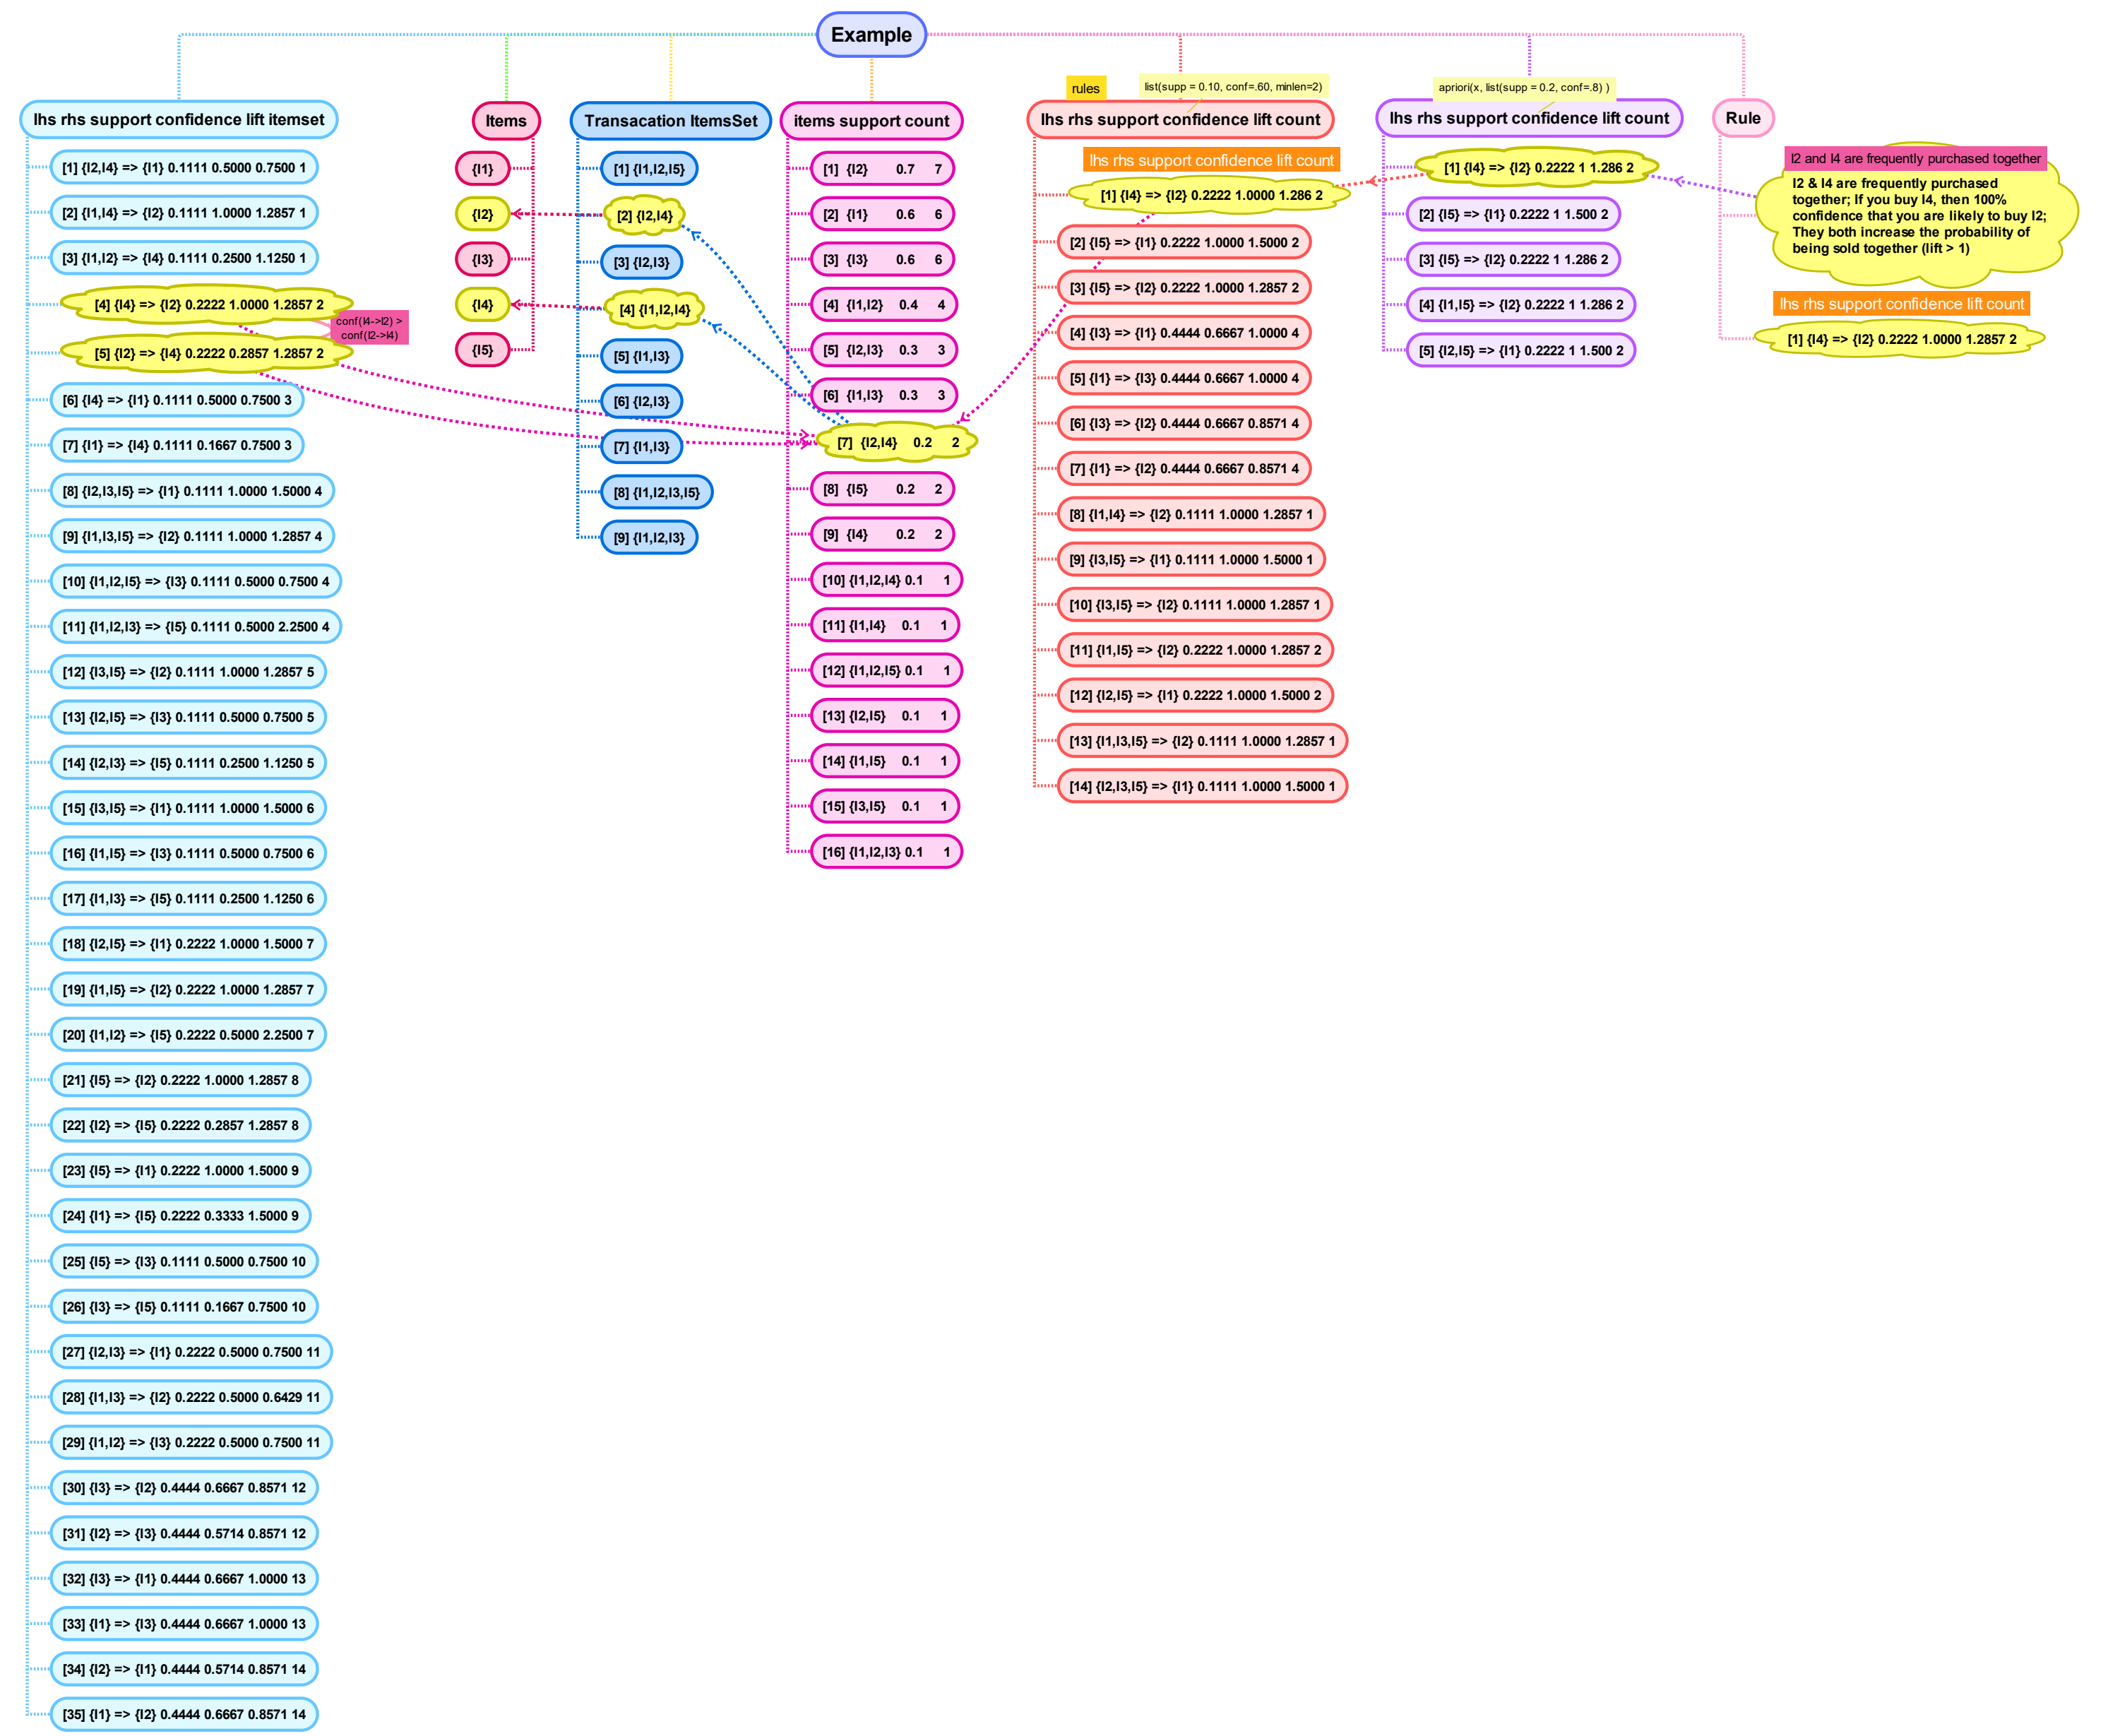 Example
lhs rhs support confidence lift itemset
[1] {I2,I4} => {I1} 0.1111 0.5000 0.7500 1
[2] {I1,I4} => {I2} 0.1111 1.0000 1.2857 1
[3] {I1,I2} => {I4} 0.1111 0.2500 1.1250 1
[4] {I4} => {I2} 0.2222 1.0000 1.2857 2
conf(I4->I2) >
conf(I2->I4)
[5] {I2} => {I4} 0.2222 0.2857 1.2857 2
[6] {I4} => {I1} 0.1111 0.5000 0.7500 3
[7] {I1} => {I4} 0.1111 0.1667 0.7500 3
[8] {I2,I3,I5} => {I1} 0.1111 1.0000 1.5000 4
[9] {I1,I3,I5} => {I2} 0.1111 1.0000 1.2857 4
[10] {I1,I2,I5} => {I3} 0.1111 0.5000 0.7500 4
[11] {I1,I2,I3} => {I5} 0.1111 0.5000 2.2500 4
[12] {I3,I5} => {I2} 0.1111 1.0000 1.2857 5
[13] {I2,I5} => {I3} 0.1111 0.5000 0.7500 5
[14] {I2,I3} => {I5} 0.1111 0.2500 1.1250 5
[15] {I3,I5} => {I1} 0.1111 1.0000 1.5000 6
[16] {I1,I5} => {I3} 0.1111 0.5000 0.7500 6
[17] {I1,I3} => {I5} 0.1111 0.2500 1.1250 6
[18] {I2,I5} => {I1} 0.2222 1.0000 1.5000 7
[19] {I1,I5} => {I2} 0.2222 1.0000 1.2857 7
[20] {I1,I2} => {I5} 0.2222 0.5000 2.2500 7
[21] {I5} => {I2} 0.2222 1.0000 1.2857 8
[22] {I2} => {I5} 0.2222 0.2857 1.2857 8
[23] {I5} => {I1} 0.2222 1.0000 1.5000 9
[24] {I1} => {I5} 0.2222 0.3333 1.5000 9
[25] {I5} => {I3} 0.1111 0.5000 0.7500 10
[26] {I3} => {I5} 0.1111 0.1667 0.7500 10
[27] {I2,I3} => {I1} 0.2222 0.5000 0.7500 11
[28] {I1,I3} => {I2} 0.2222 0.5000 0.6429 11
[29] {I1,I2} => {I3} 0.2222 0.5000 0.7500 11
[30] {I3} => {I2} 0.4444 0.6667 0.8571 12
[31] {I2} => {I3} 0.4444 0.5714 0.8571 12
[32] {I3} => {I1} 0.4444 0.6667 1.0000 13
[33] {I1} => {I3} 0.4444 0.6667 1.0000 13
[34] {I2} => {I1} 0.4444 0.5714 0.8571 14
[35] {I1} => {I2} 0.4444 0.6667 0.8571 14
Items
{I1}
{I2}
{I3}
{I4}
{I5}
Transacation ItemsSet
[1] {I1,I2,I5}
[2] {I2,I4}
[3] {I2,I3}
[4] {I1,I2,I4}
[5] {I1,I3}
[6] {I2,I3}
[7] {I1,I3}
[8] {I1,I2,I3,I5}
[9] {I1,I2,I3}
items support count
[1] {I2} 0.7 7
[2] {I1} 0.6 6
[3] {I3} 0.6 6
[4] {I1,I2} 0.4 4
[5] {I2,I3} 0.3 3
[6] {I1,I3} 0.3 3
[7] {I2,I4} 0.2 2
[8] {I5} 0.2 2
[9] {I4} 0.2 2
[10] {I1,I2,I4} 0.1 1
[11] {I1,I4} 0.1 1
[12] {I1,I2,I5} 0.1 1
[13] {I2,I5} 0.1 1
[14] {I1,I5} 0.1 1
[15] {I3,I5} 0.1 1
[16] {I1,I2,I3} 0.1 1
rules
list(supp = 0.10, conf=.60, minlen=2)
lhs rhs support confidence lift count
lhs rhs support confidence lift count
[1] {I4} => {I2} 0.2222 1.0000 1.286 2
[2] {I5} => {I1} 0.2222 1.0000 1.5000 2
[3] {I5} => {I2} 0.2222 1.0000 1.2857 2
[4] {I3} => {I1} 0.4444 0.6667 1.0000 4
[5] {I1} => {I3} 0.4444 0.6667 1.0000 4
[6] {I3} => {I2} 0.4444 0.6667 0.8571 4
[7] {I1} => {I2} 0.4444 0.6667 0.8571 4
[8] {I1,I4} => {I2} 0.1111 1.0000 1.2857 1
[9] {I3,I5} => {I1} 0.1111 1.0000 1.5000 1
[10] {I3,I5} => {I2} 0.1111 1.0000 1.2857 1
[11] {I1,I5} => {I2} 0.2222 1.0000 1.2857 2
[12] {I2,I5} => {I1} 0.2222 1.0000 1.5000 2
[13] {I1,I3,I5} => {I2} 0.1111 1.0000 1.2857 1
[14] {I2,I3,I5} => {I1} 0.1111 1.0000 1.5000 1
apriori(x, list(supp = 0.2, conf=.8) )
lhs rhs support confidence lift count
[1] {I4} => {I2} 0.2222 1 1.286 2
[2] {I5} => {I1} 0.2222 1 1.500 2
[3] {I5} => {I2} 0.2222 1 1.286 2
[4] {I1,I5} => {I2} 0.2222 1 1.286 2
[5] {I2,I5} => {I1} 0.2222 1 1.500 2
Rule
I2 and I4 are frequently purchased together
I2 & I4 are frequently purchased
together; If you buy I4, then 100%
confidence that you are likely to buy I2;
They both increase the probability of
being sold together (lift > 1)
lhs rhs support confidence lift count
[1] {I4} => {I2} 0.2222 1.0000 1.2857 2